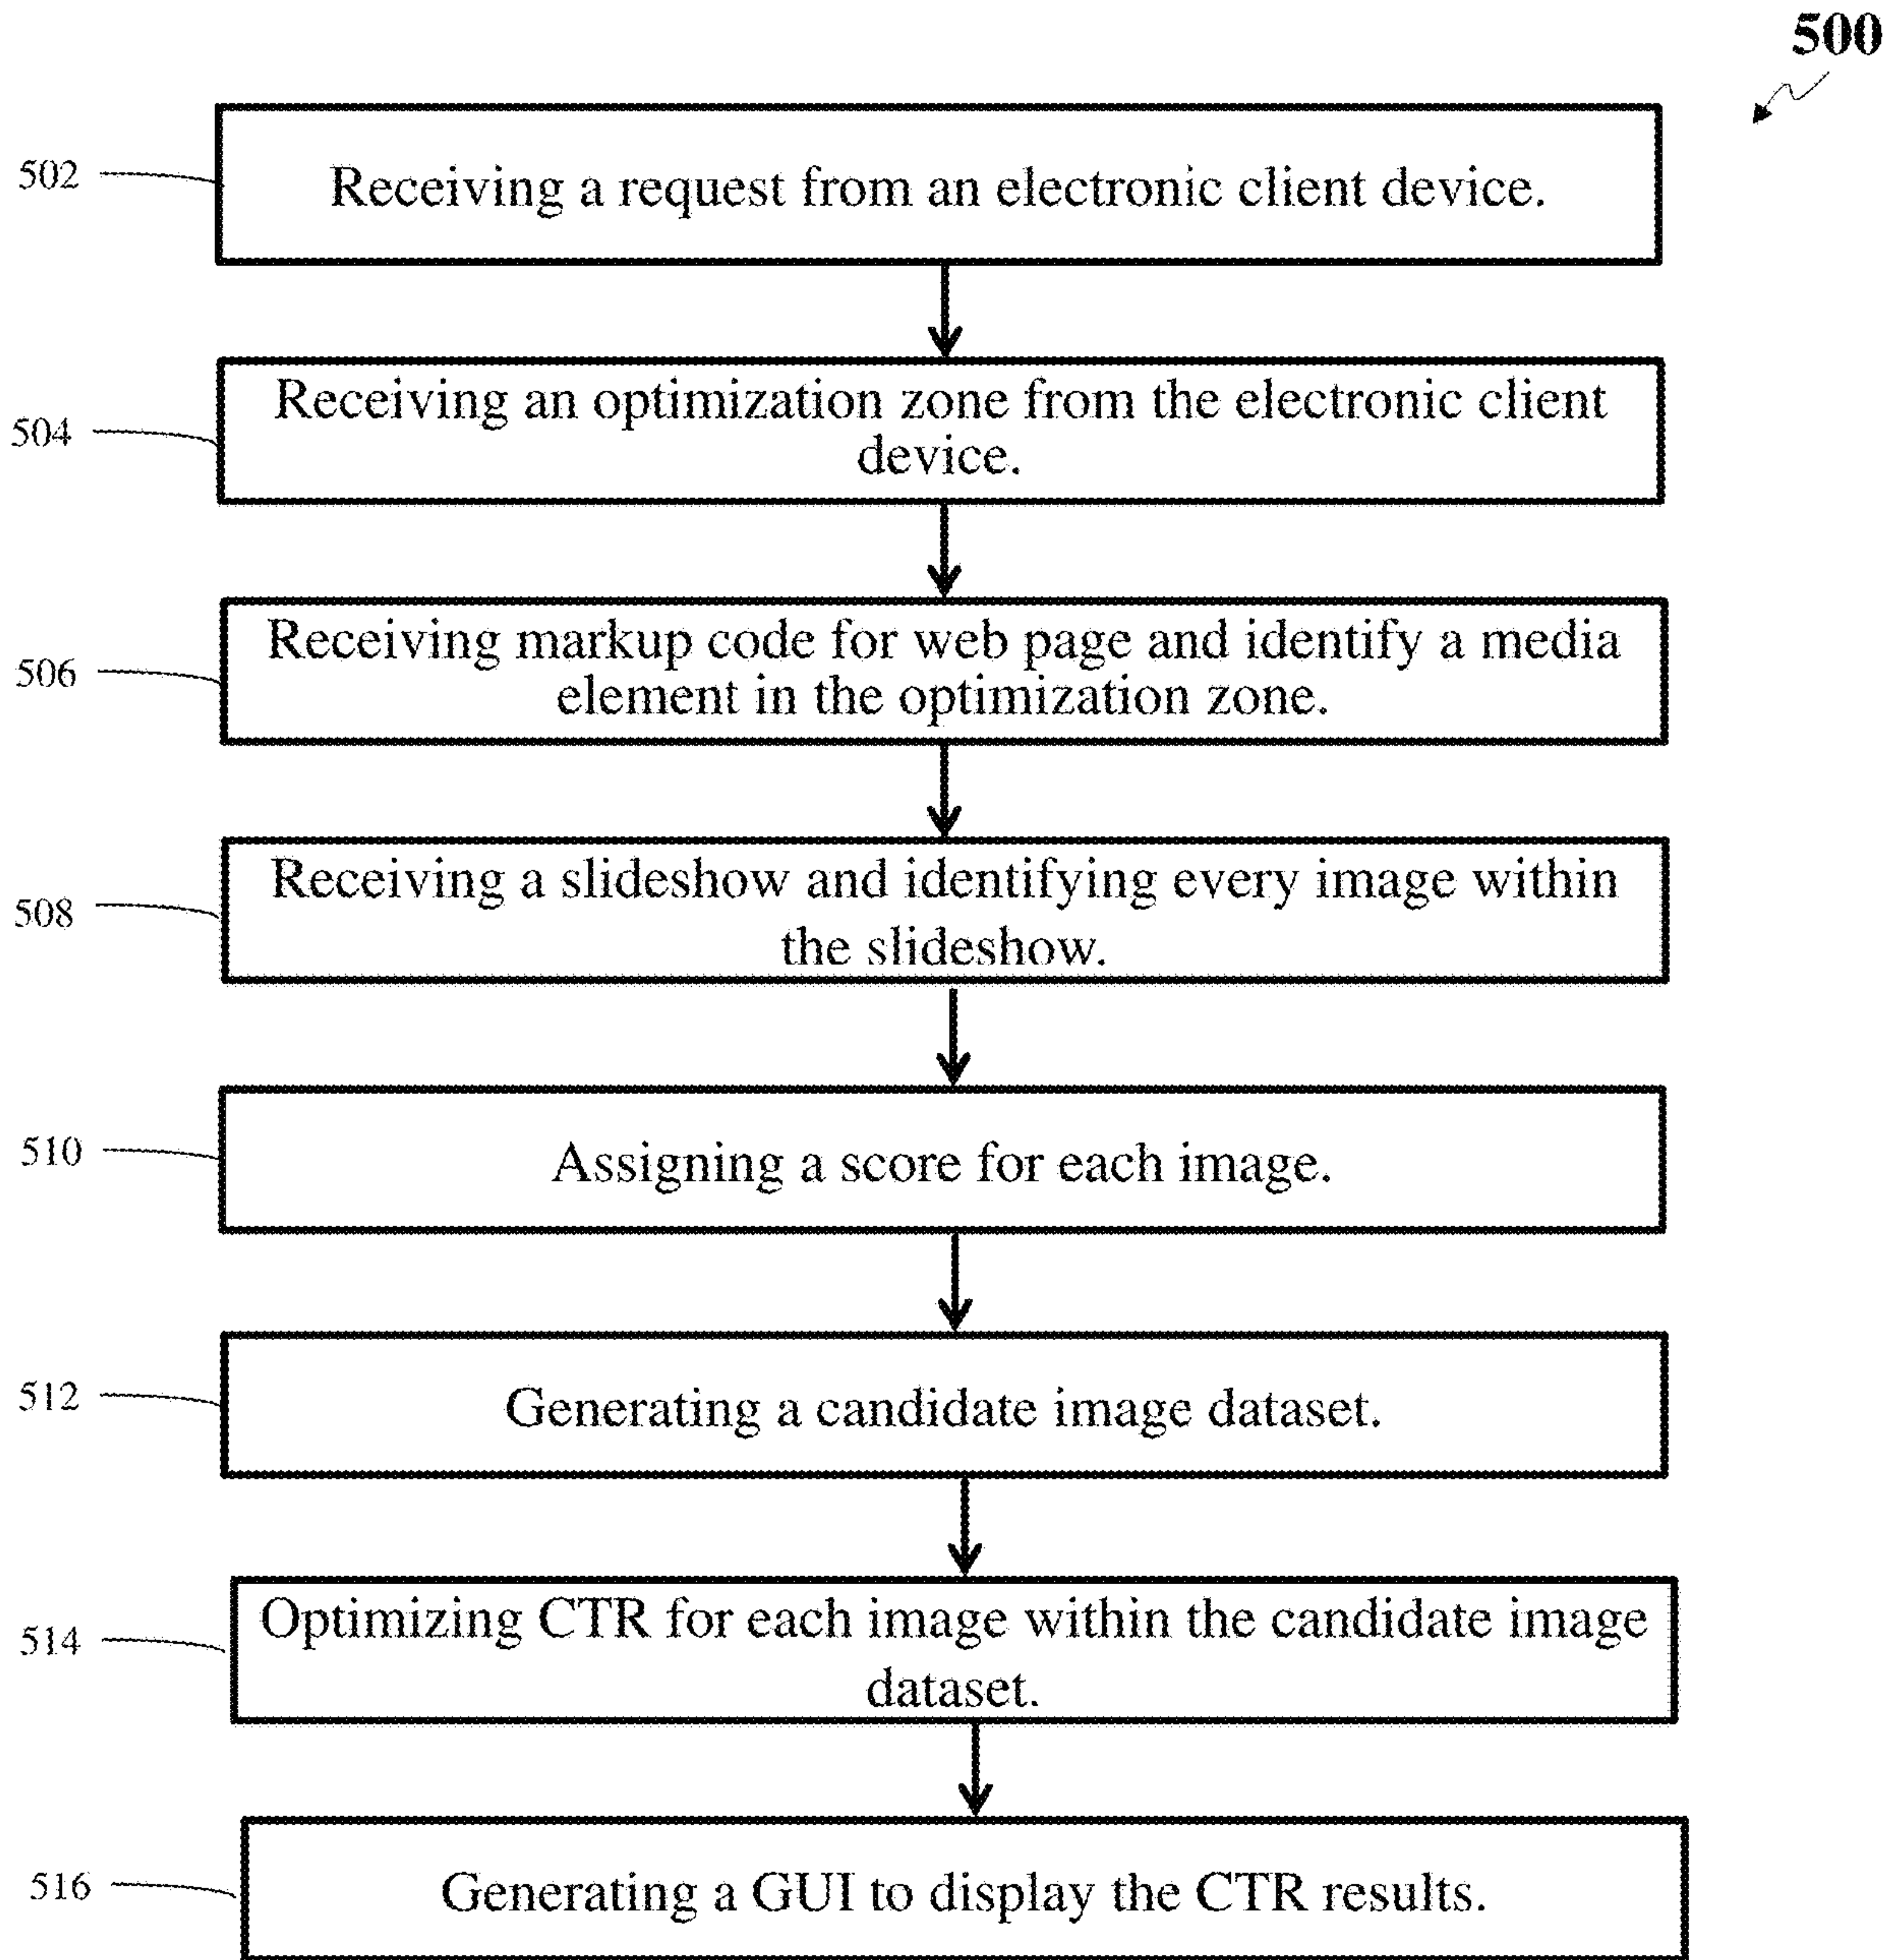 500
502
Receiving a request from an electronic client device.
504
Receiving an optimization zone from the electronic client
device.
506
Receiving markup code for web page and identify a media
element in the optimization zone.
508
Receiving a slideshow and identifying every image within
the slideshow.
510
Assigning a score for each image.
512
Generating a candidate image dataset.
514
Optimizing CTR for each image within the candidate image
dataset.
516
Generating a GUI to display the CTR results.